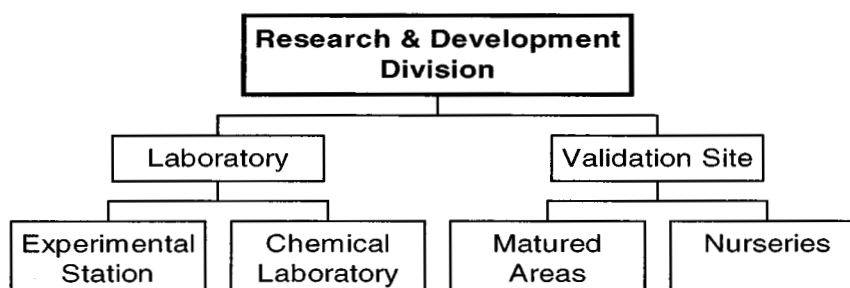 Research & Development
Division
Laboratory
Validation Site
Experimental
Station
Chemical
Laboratory
Matured
Areas
Nurseries